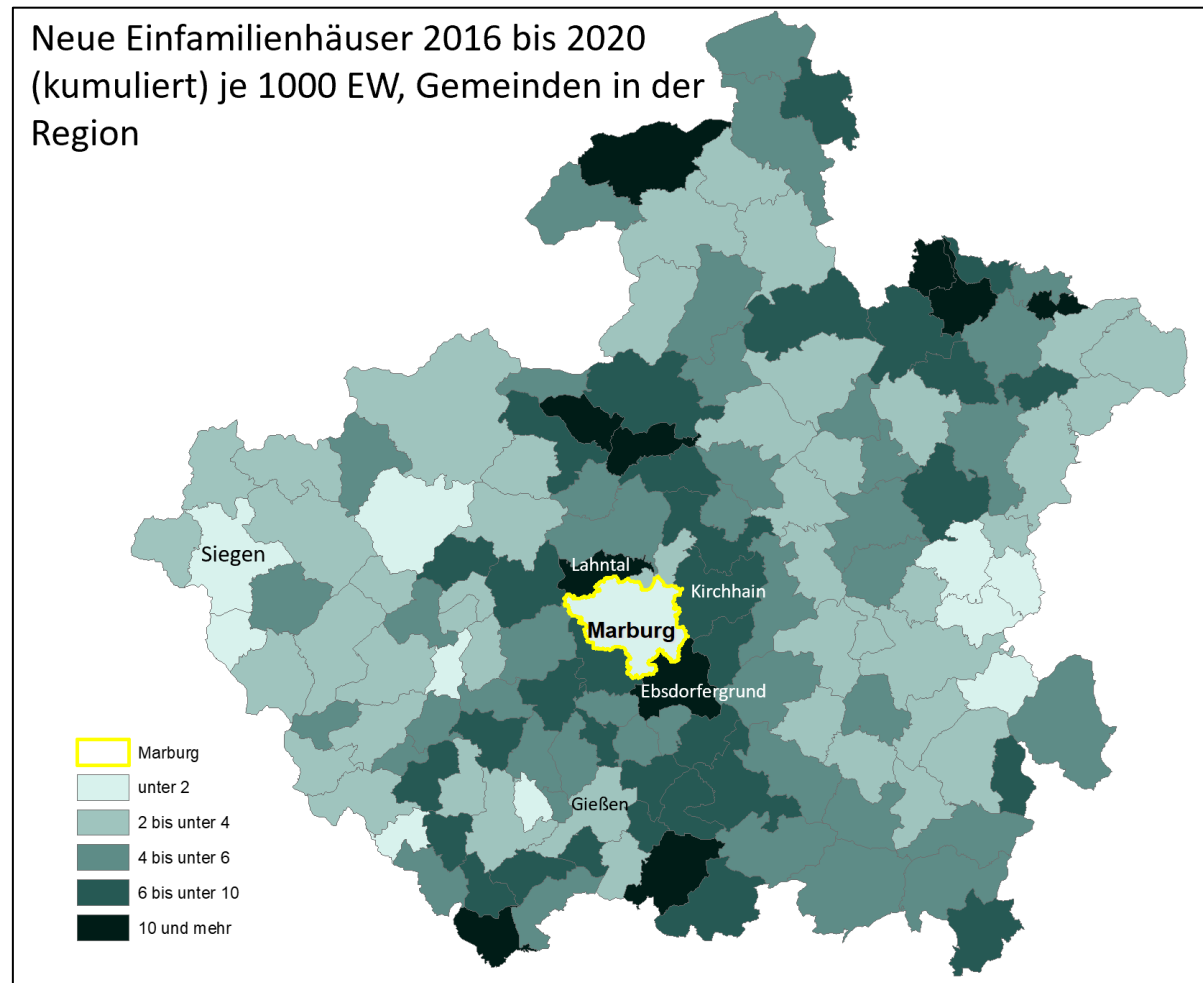 Neue Einfamilienhäuser 2016 bis 2020
(kumuliert) je 1000 EW, Gemeinden in der
Region
Siegen
Lahntal
Kirchhain
Marburg
Ebsdorfergrund
Gießen
Marburg
unter 2
2 bis unter 4
4 bis unter 6
6 bis unter 10
10 und mehr